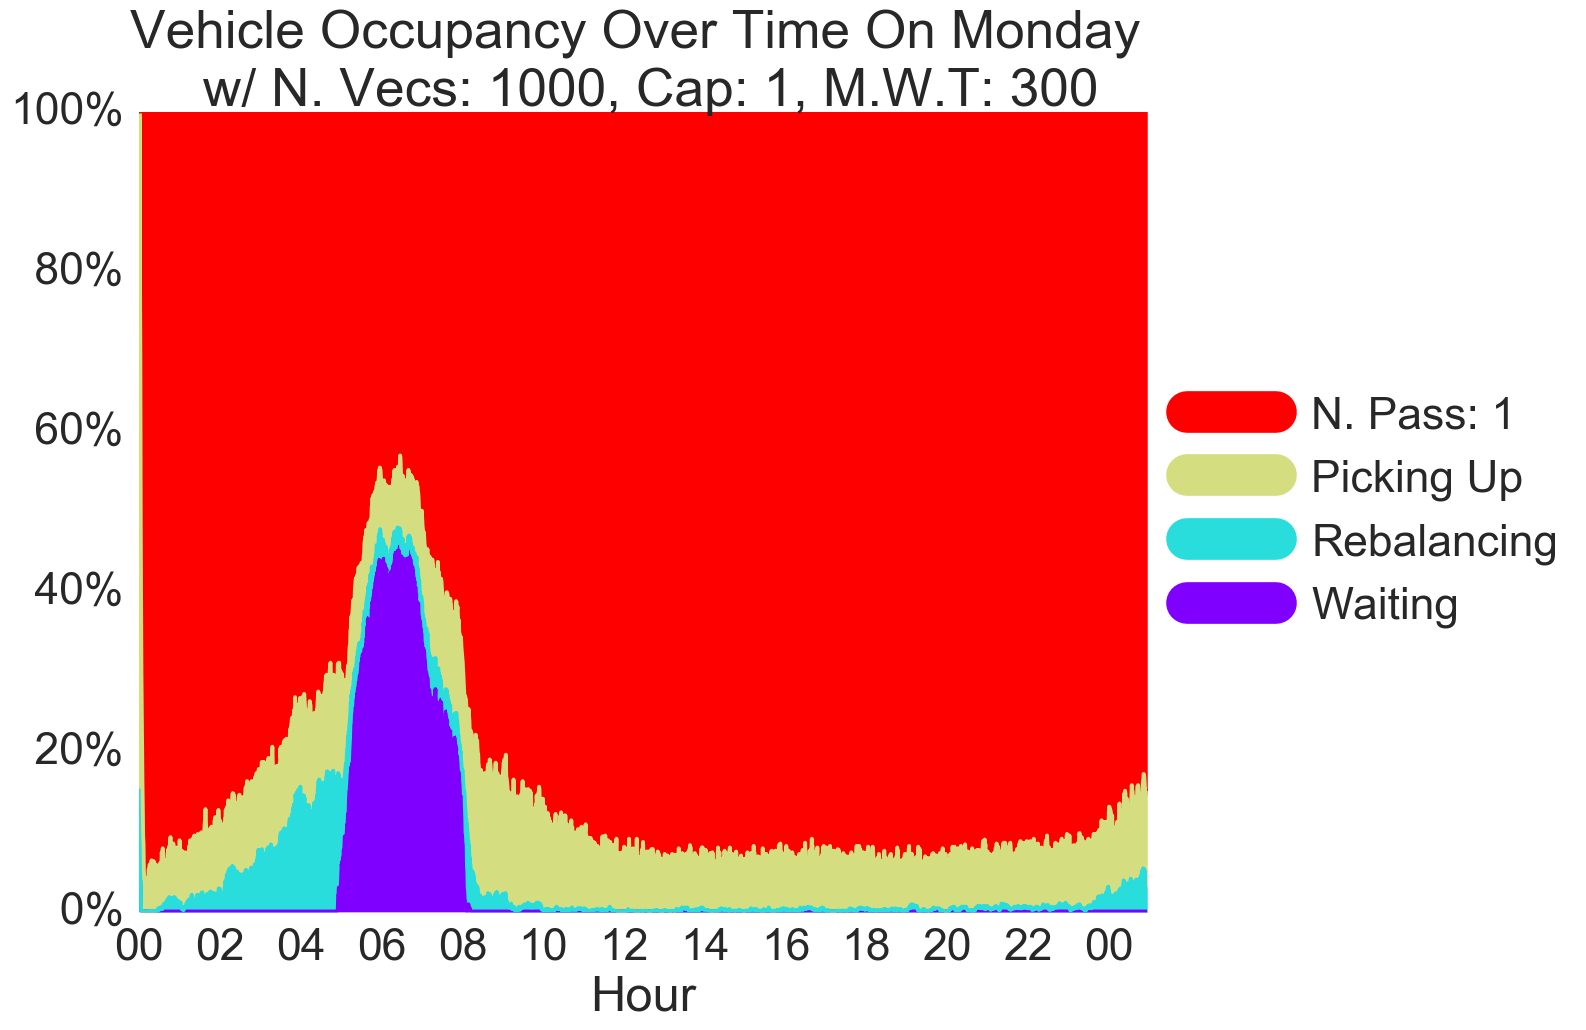 Vehicle Occupancy Over Time On Monday
w/ N. Vecs: 1000, Cap: 1, M.W.T: 300
100%
80%
60%
40%
20%
0%
00 02 04 06 08 10 12 14 16 18 20 22 00
Hour
N. Pass: 1
Picking Up
Rebalancing
Waiting